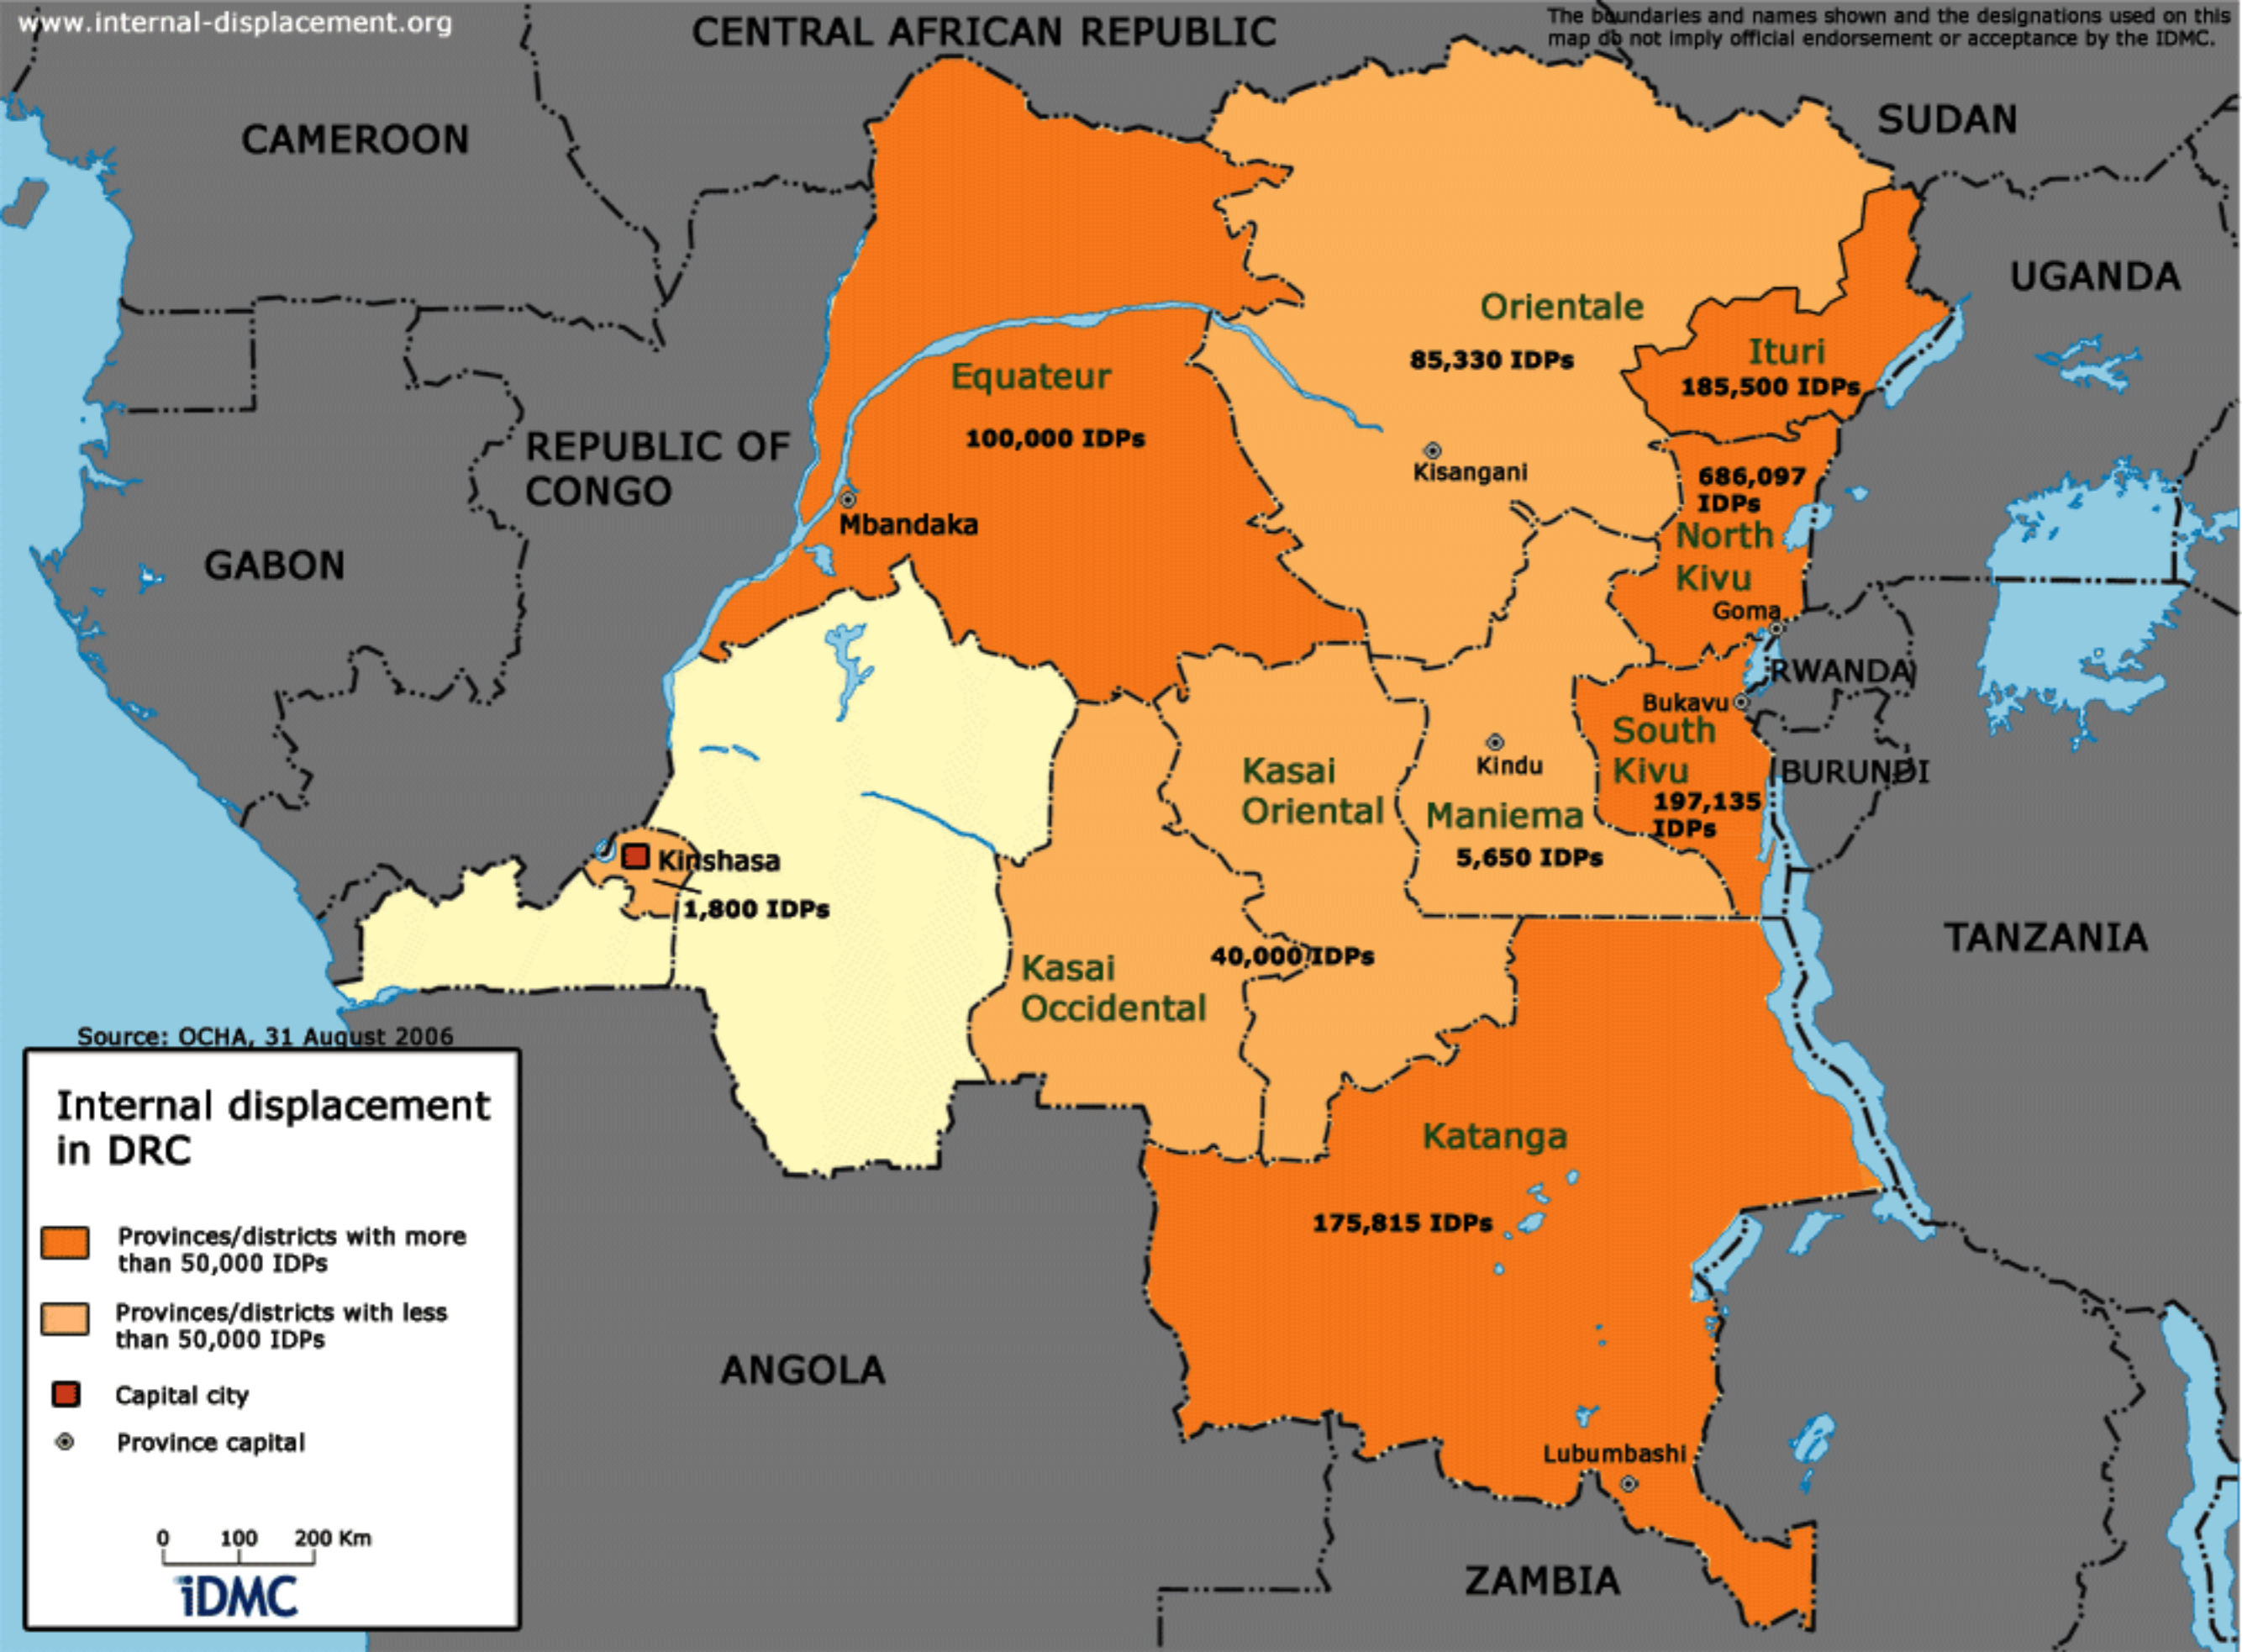 www.internal-displacement.org
CENTRAL AFRICAN REPUBLIC
The boundaries and names shown and the designations used on this
map do not imply official endorsement or acceptance by the IDMC.
CAMEROON
SUDAN
UGANDA
Orientale
85,330 IDPs
Ituri
185,500 IDPs
Equateur
100,000 IDPs
REPUBLIC OF
CONGO
Kisangani
686,097
IDPs
North
Kivu
Goma
Mbandaka
GABON
RWANDA
Bukavu
South
Kivu
197,135
IDPs
BURUNDI
Kasai
Oriental
Kindu
Maniema
5,650 IDPs
Kinshasa
1,800 IDPs
TANZANIA
40,000 IDPs
Kasai
Occidental
Source: OCHA, 31 August 2006
Internal displacement
in DRC
Provinces/districts with more
than 50,000 IDPs
Provinces/districts with less
than 50,000 IDPs
Capital city
Province capital
0 100 200 Km
iDMC
Katanga
175,815 IDPs
ANGOLA
Lubumbashi
ZAMBIA